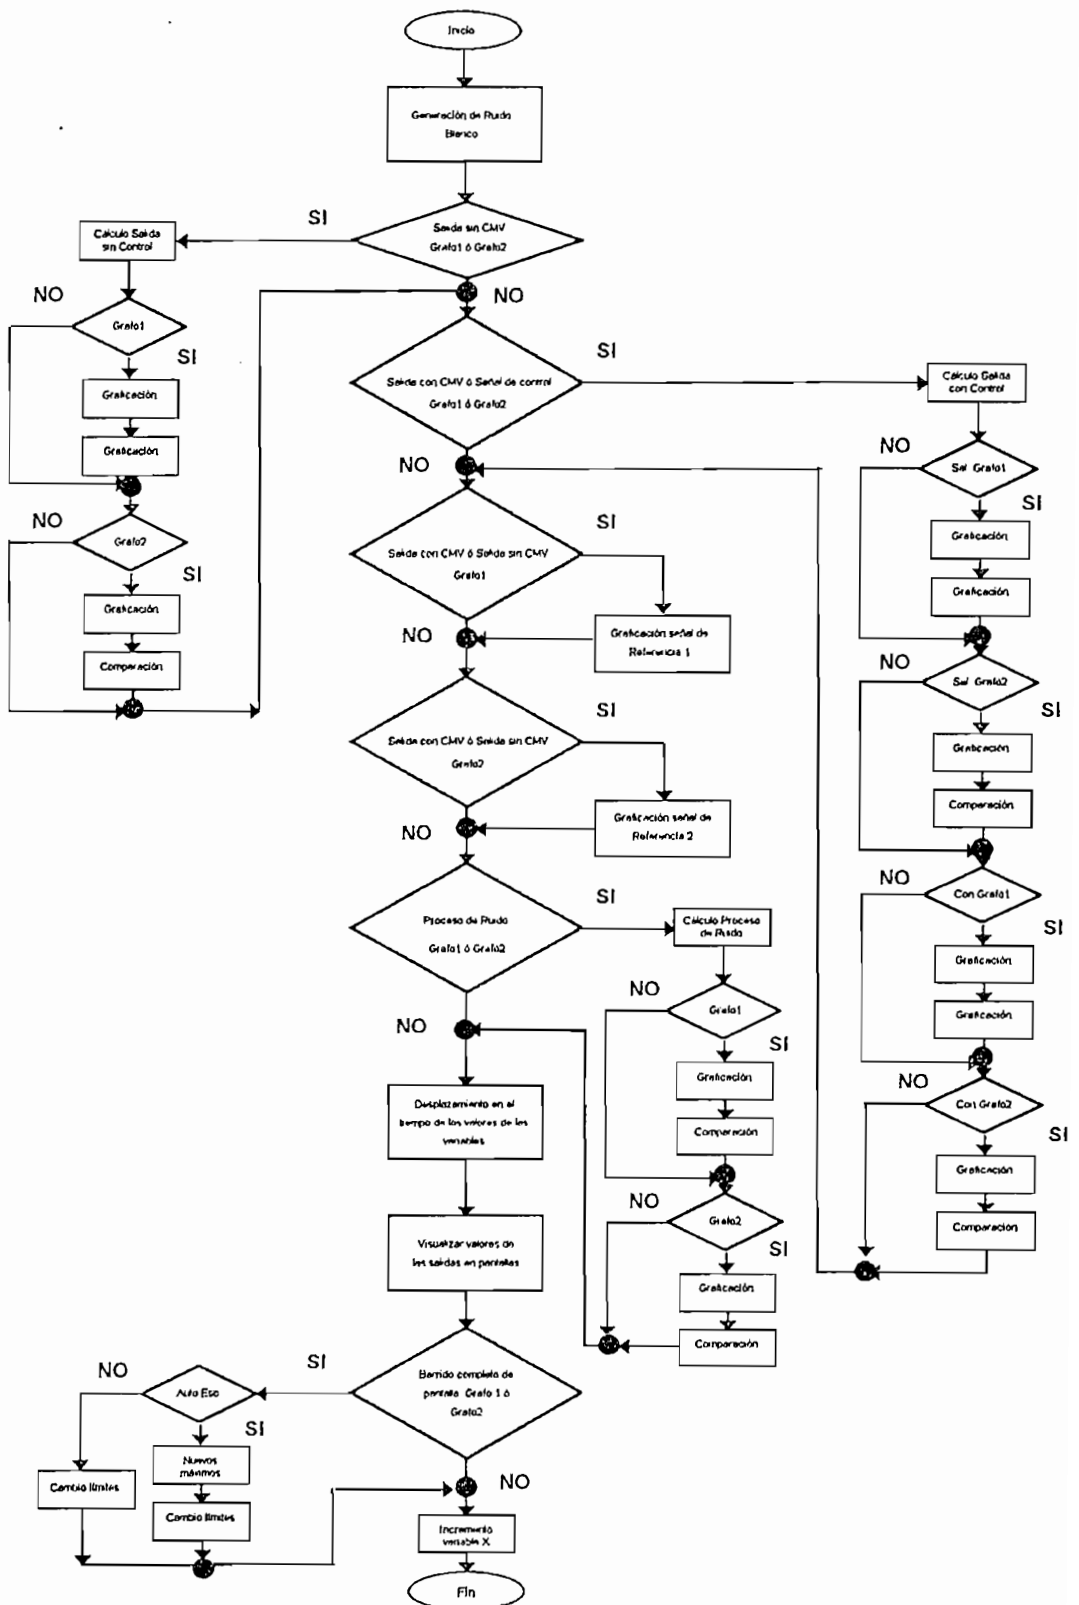 Inicio
Generación de Ruido
Blanco
SI
Salida sin CMV
Grafo1 ó Grafo2
Cálculo Salida
sin Control
NO
NO
Grafo1
SI
SI
Salida con CMV ó Señal de control
Grafo1 ó Grafo2
Cálculo Salida
con Control
Graficación
Graficación
NO
NO
Sal Grafo1
SI
NO
Grafo2
SI
SI
Salida con CMV ó Salida sin CMV
Grafo1
Graficación
Graficación
Graficación
Comparación
NO
Graficación señal de
Referencia 1
NO
Sal Grafo2
SI
SI
Salida con CMV ó Salida sin CMV
Grafo2
Graficación
Comparación
NO
Graficación señal de
Referencia 2
NO
Con Grafo1
SI
SI
Proceso de Ruido
Grafo1 ó Grafo2
Cálculo Proceso
de Ruido
Graficación
Graficación
NO
NO
Grafo1
SI
NO
Con Grafo2
SI
Desplazamiento en el
tiempo de los valores de las
variables
Graficación
Comparación
Graficación
Comparación
NO
Grafo2
SI
Visualizar valores de
las salidas en pantallas
Graficación
Comparación
NO
Auto Esc
SI
SI
Barrido completo de
pantalla Grafo 1 ó
Grafo2
Nuevos
máximos
Cambio límites
Cambio límites
NO
Incremento
variable X
Fin